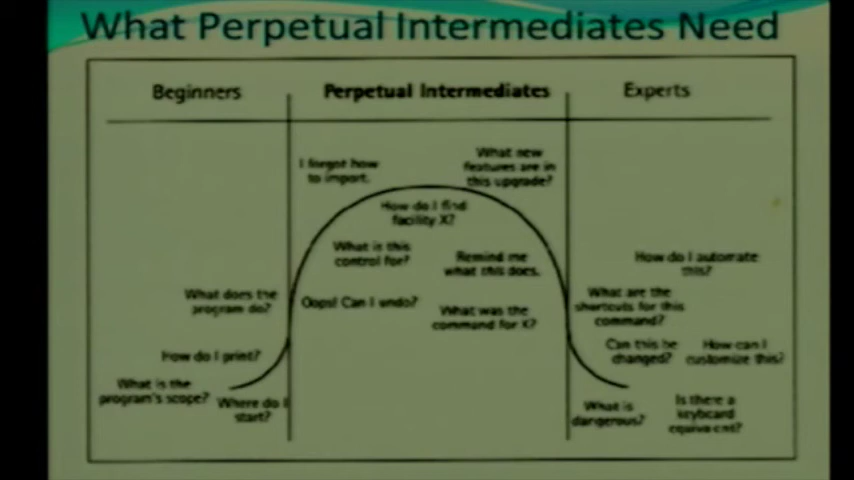 What Perpetual Intermediates Need
Beginners
Perpetual Intermediates
Experts
What does the
program do?
How do I print?
What is the
program's scope?
Where do I
start?
I forgot how
to import.
What new
features are in
this upgrade?
How do I find
facility X?
What is this
control for?
Remind me
what this does.
Oops! Can I undo?
What was the
command for X?
How do I automate
this?
What are the
shortcuts for this
command?
Can this be
changed?
How can I
customize this?
What is
dangerous?
Is there a
keyboard
equivalent?